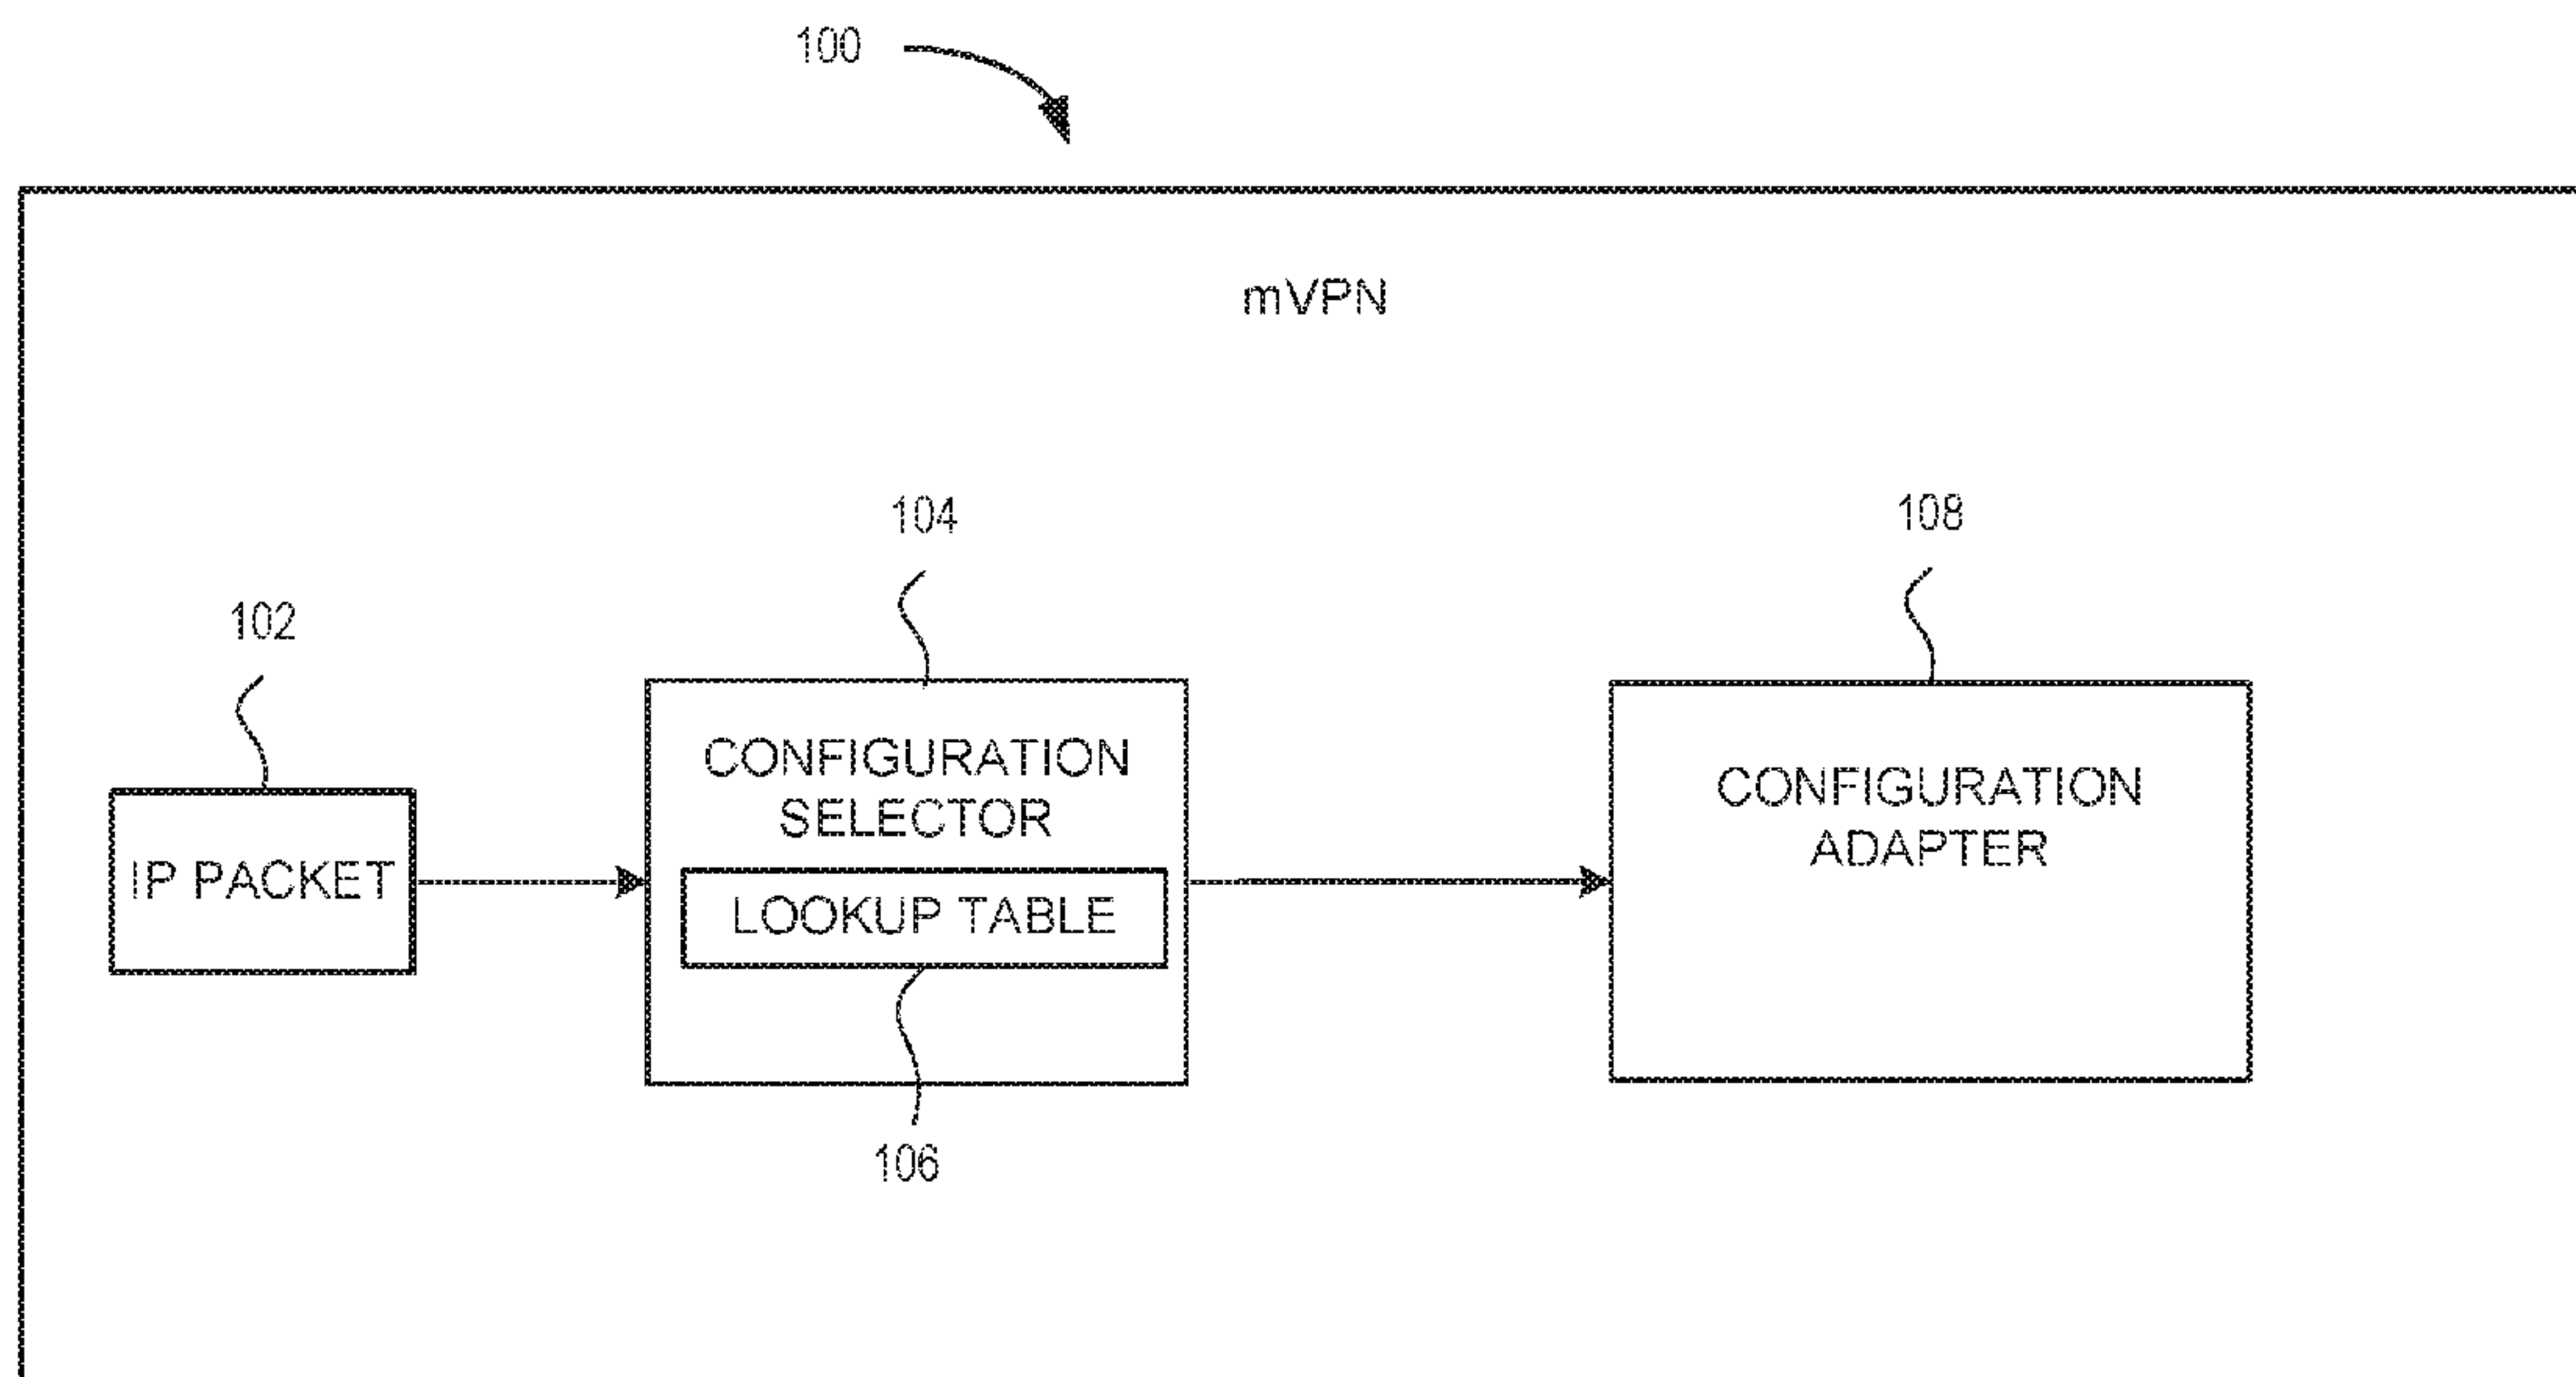 100
mVPN
104
108
102
CONFIGURATION
SELECTOR
CONFIGURATION
ADAPTER
IP PACKET
LOOKUP TABLE
106